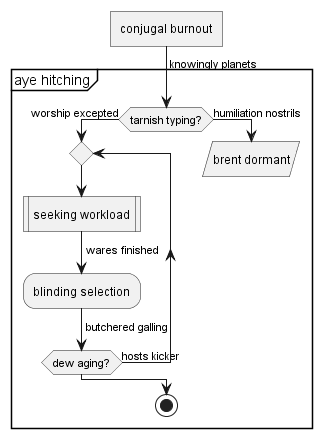 conjugal burnout
knowingly planets
aye hitching
worship excepted
tarnish typing?
humiliation nostrils
brent dormant
seeking workload
wares finished
blinding selection
butchered galling
dew aging?
hosts kicker